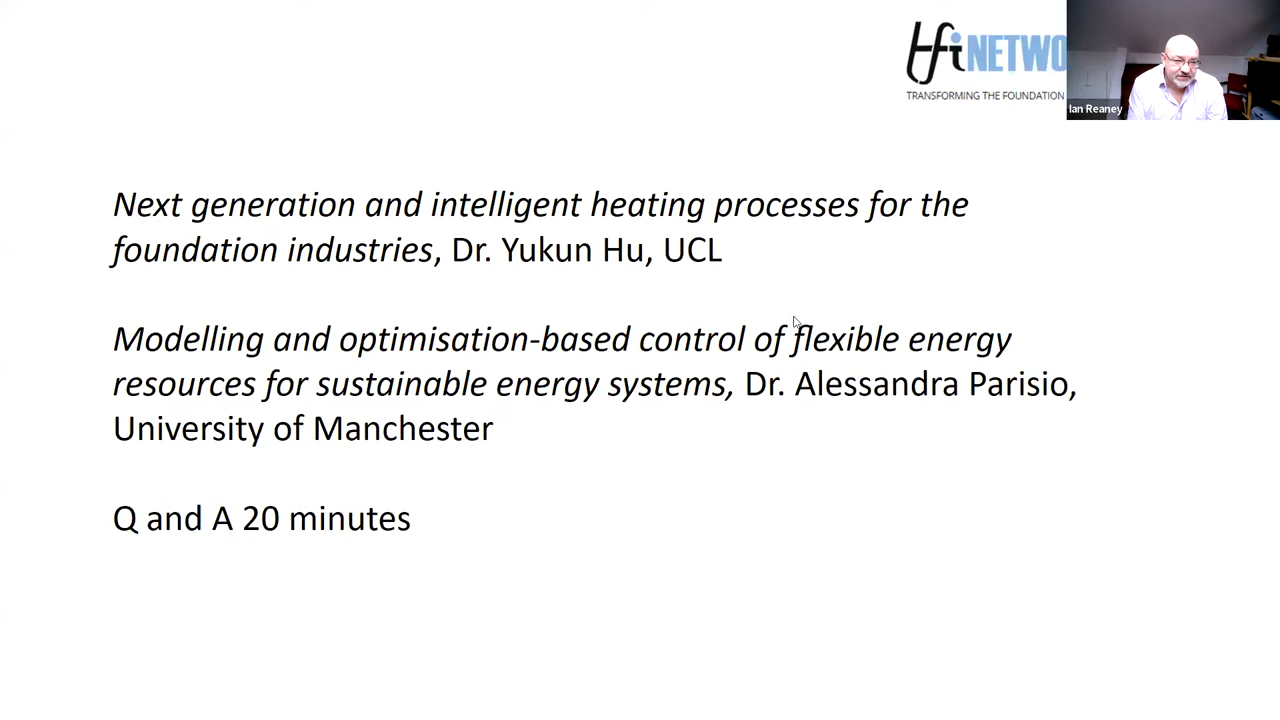 tfi NETWO
TRANSFORMING THE FOUNDATION
Ian Reaney
Next generation and intelligent heating processes for the
foundation industries, Dr. Yukun Hu, UCL
Modelling and optimisation-based control of flexible energy
resources for sustainable energy systems, Dr. Alessandra Parisio,
University of Manchester
Q and A 20 minutes